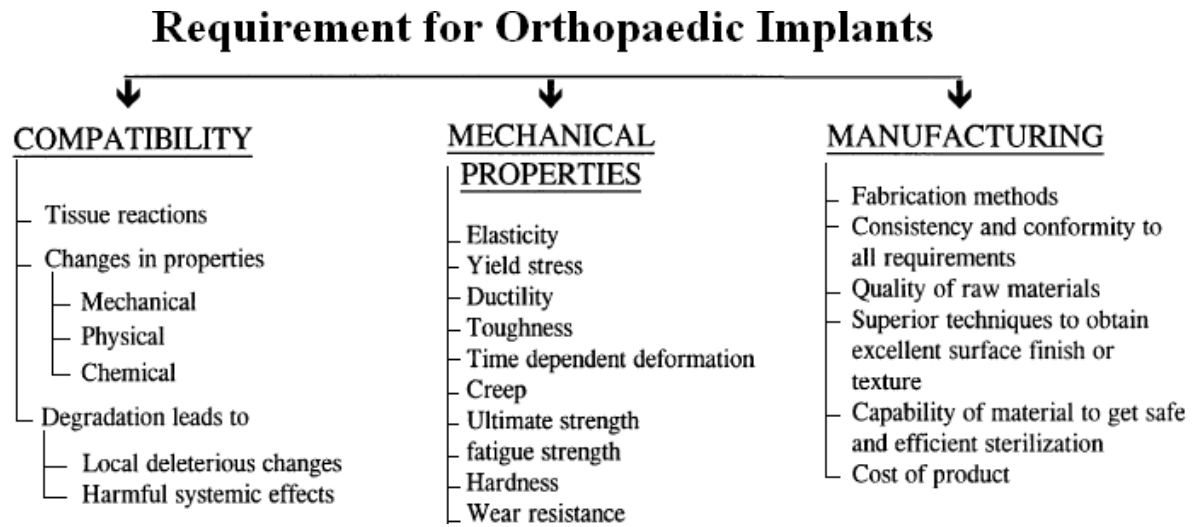 Requirement for Orthopaedic Implants
COMPATIBILITY
Tissue reactions
Changes in properties
Mechanical
Physical
Chemical
Degradation leads to
Local deleterious changes
Harmful systemic effects
MECHANICAL
PROPERTIES
Elasticity
Yield stress
Ductility
Toughness
Time dependent deformation
Creep
Ultimate strength
fatigue strength
Hardness
Wear resistance
MANUFACTURING
Fabrication methods
Consistency and conformity to
all requirements
Quality of raw materials
Superior techniques to obtain
excellent surface finish or
texture
Capability of material to get safe
and efficient sterilization
Cost of product